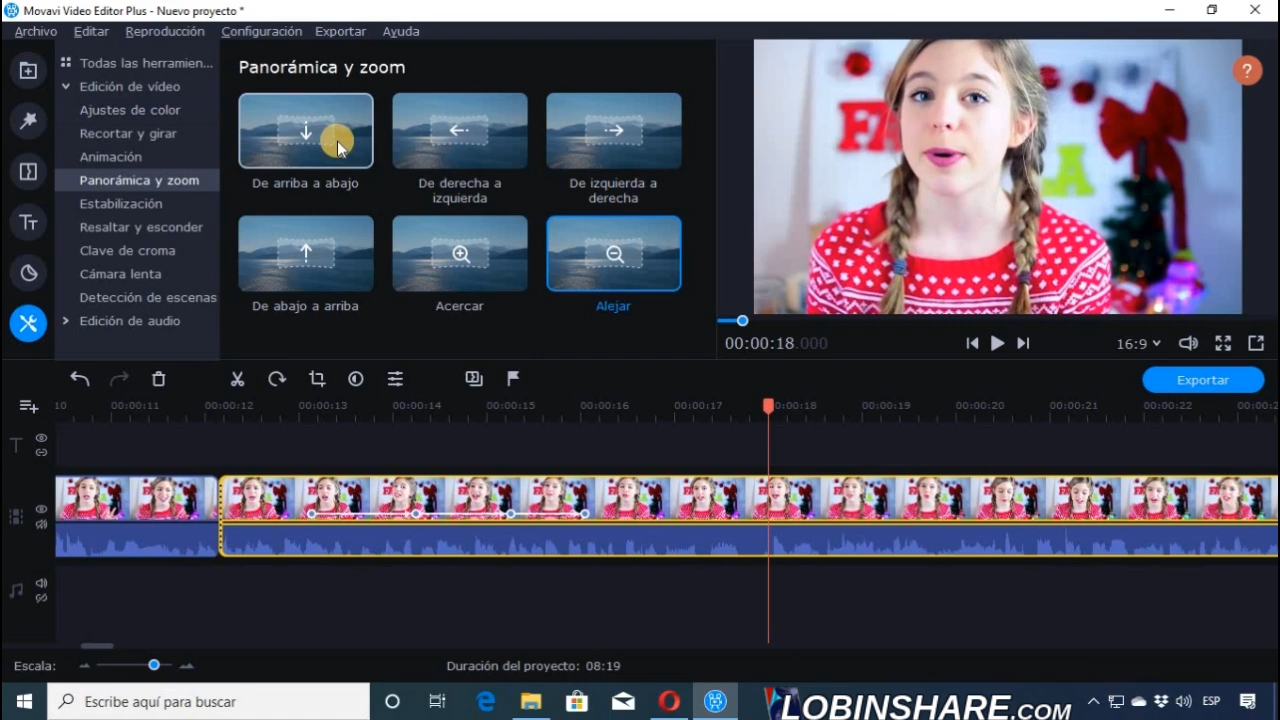 Movavi Video Editor Plus - Nuevo proyecto *
Archivo Editar Reproducción Configuración Exportar Ayuda
Todas las herramien...
Edición de vídeo
Ajustes de color
Recortar y girar
Animación
Panorámica y zoom
Estabilización
Resaltar y esconder
Clave de croma
Cámara lenta
Detección de escenas
Edición de audio
Panorámica y zoom
De arriba a abajo
De derecha a
izquierda
De izquierda a
derecha
De abajo a arriba
Acercar
Alejar
?
00:00:18.000
16:9
Exportar
10 00:00:11 00:00:12 00:00:13 00:00:14 00:00:15 00:00:16 00:00:17 0:00:18 00:00:19 00:00:20 00:00:21 00:00:22 00:00:2
Escala:
Duración del proyecto: 08:19
Escribe aquí para buscar
LOBINSHARE.COM
ESP